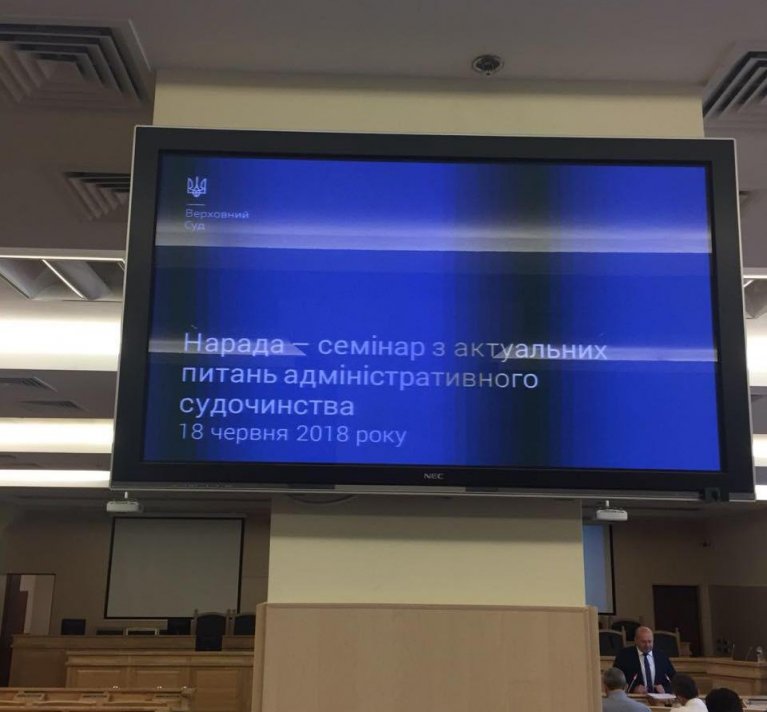 Верховний
Суд
Нарада – семінар з актуальних
питань адміністративного
судочинства
18 червня 2018 року
NEC